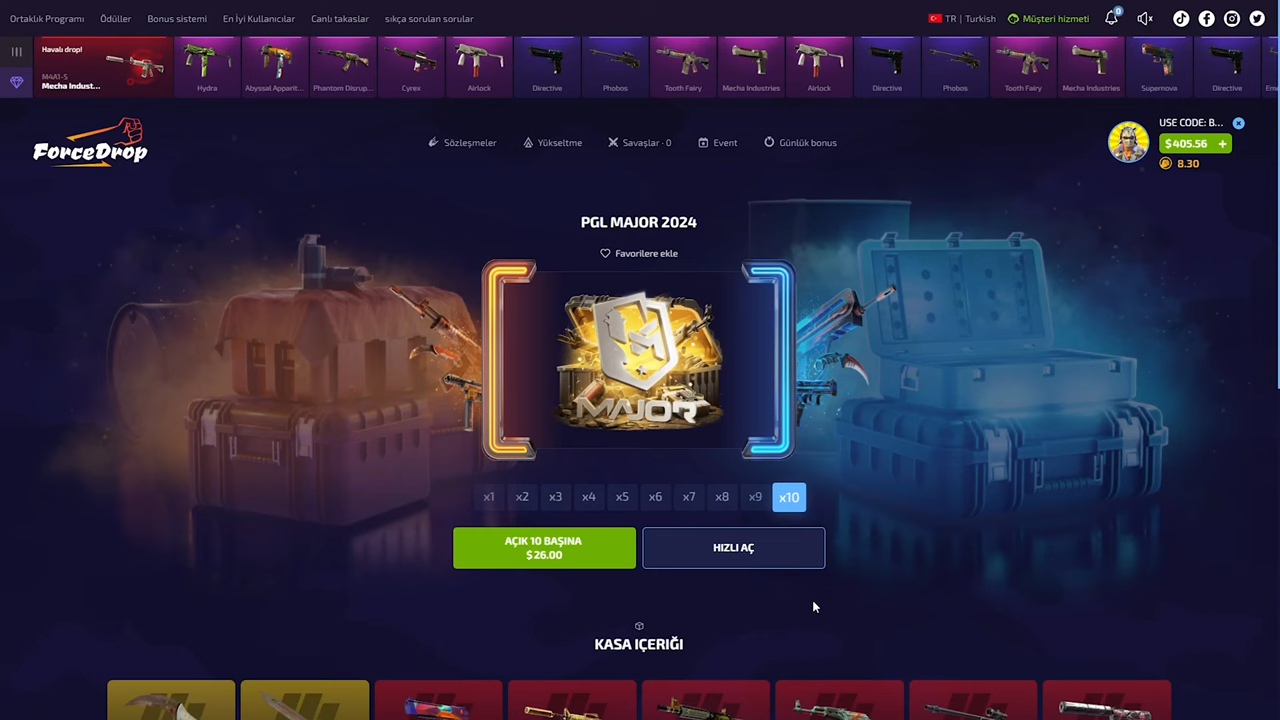 Ortaklık Programı Ödüller Bonus sistemi En İyi Kullanıcılar Canlı takaslar sıkça sorulan sorular
TR | Turkish Müşteri hizmeti 0
Havalı drop!
M4A1-S
Mecha Indust...
Hydra Abyssal Apparit... Phantom Disrup... Cyrex Airlock Directive Phobos Tooth Fairy Mecha Industries Airlock Directive Phobos Tooth Fairy Mecha Industries Supernova Directive
ForceDrop
Sözleşmeler Yükseltme Savaşlar · 0 Event Günlük bonus
USE CODE: B...
$405.56 +
8.30
PGL MAJOR 2024
Favorilere ekle
MAJOR
x1 x2 x3 x4 x5 x6 x7 x8 x9 x10
AÇIK 10 BAŞINA
$26.00
HIZLI AÇ
KASA IÇERIĞI